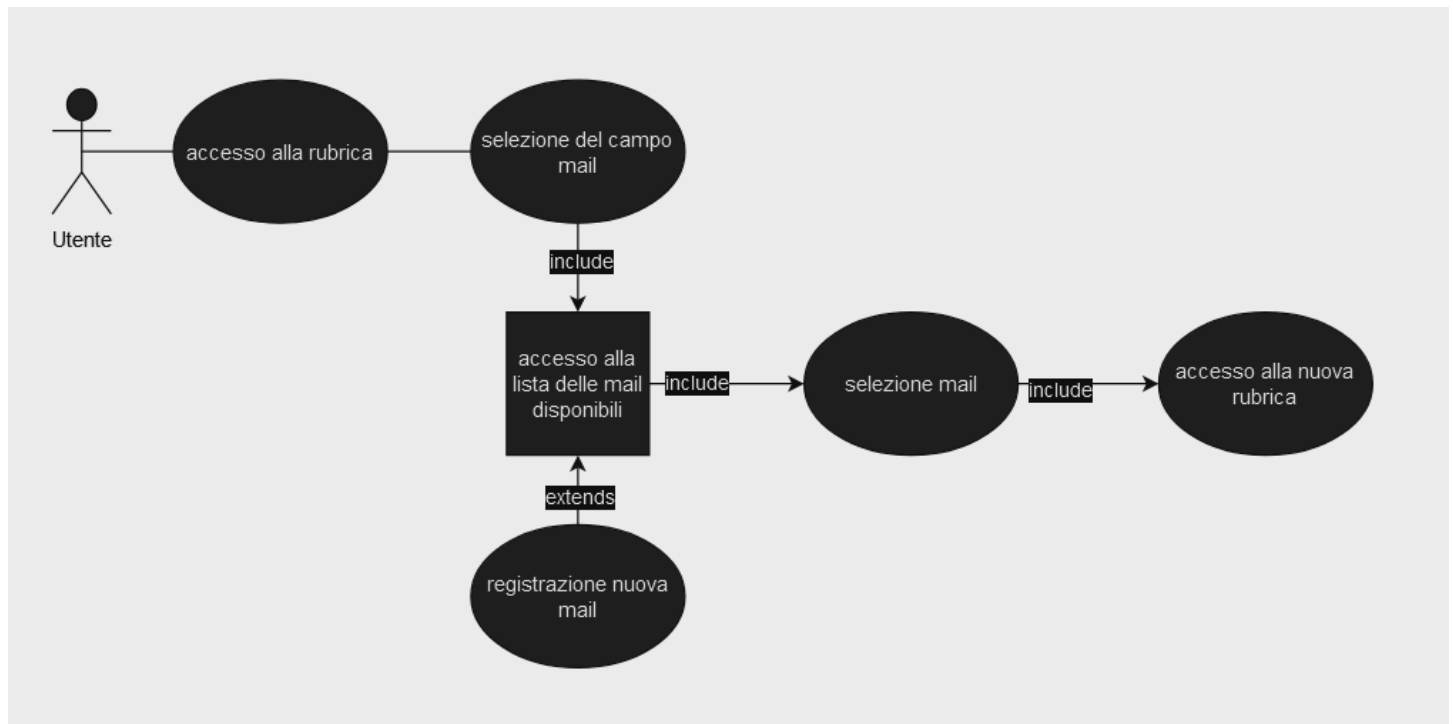 accesso alla rubrica
selezione del campo
mail
Utente
include
accesso alla
lista delle mail
disponibili
include
selezione mail
include
accesso alla nuova
rubrica
extends
registrazione nuova
mail